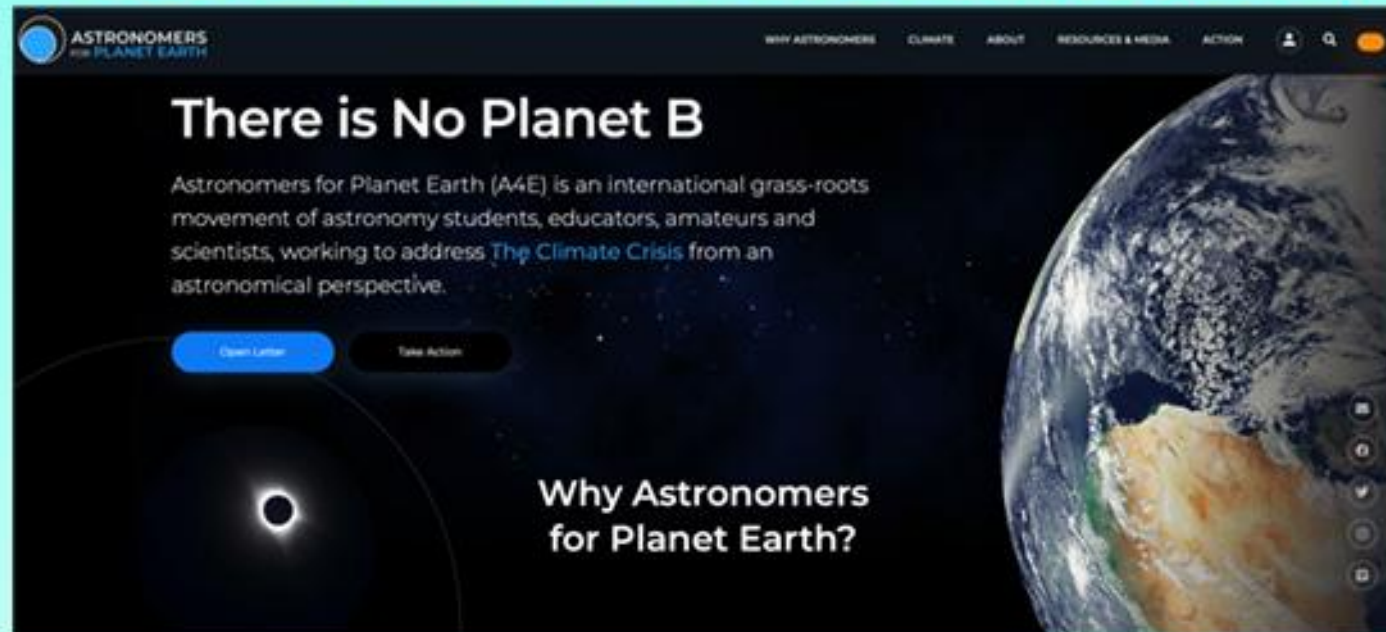 ASTRONOMERS
FOR PLANET EARTH
WHY ASTRONOMERS CLIMATE ABOUT RESOURCES & MEDIA ACTION
There is No Planet B
Astronomers for Planet Earth (A4E) is an international grass-roots
movement of astronomy students, educators, amateurs and
scientists, working to address The Climate Crisis from an
astronomical perspective.
Open Letter Take Action
Why Astronomers
for Planet Earth?